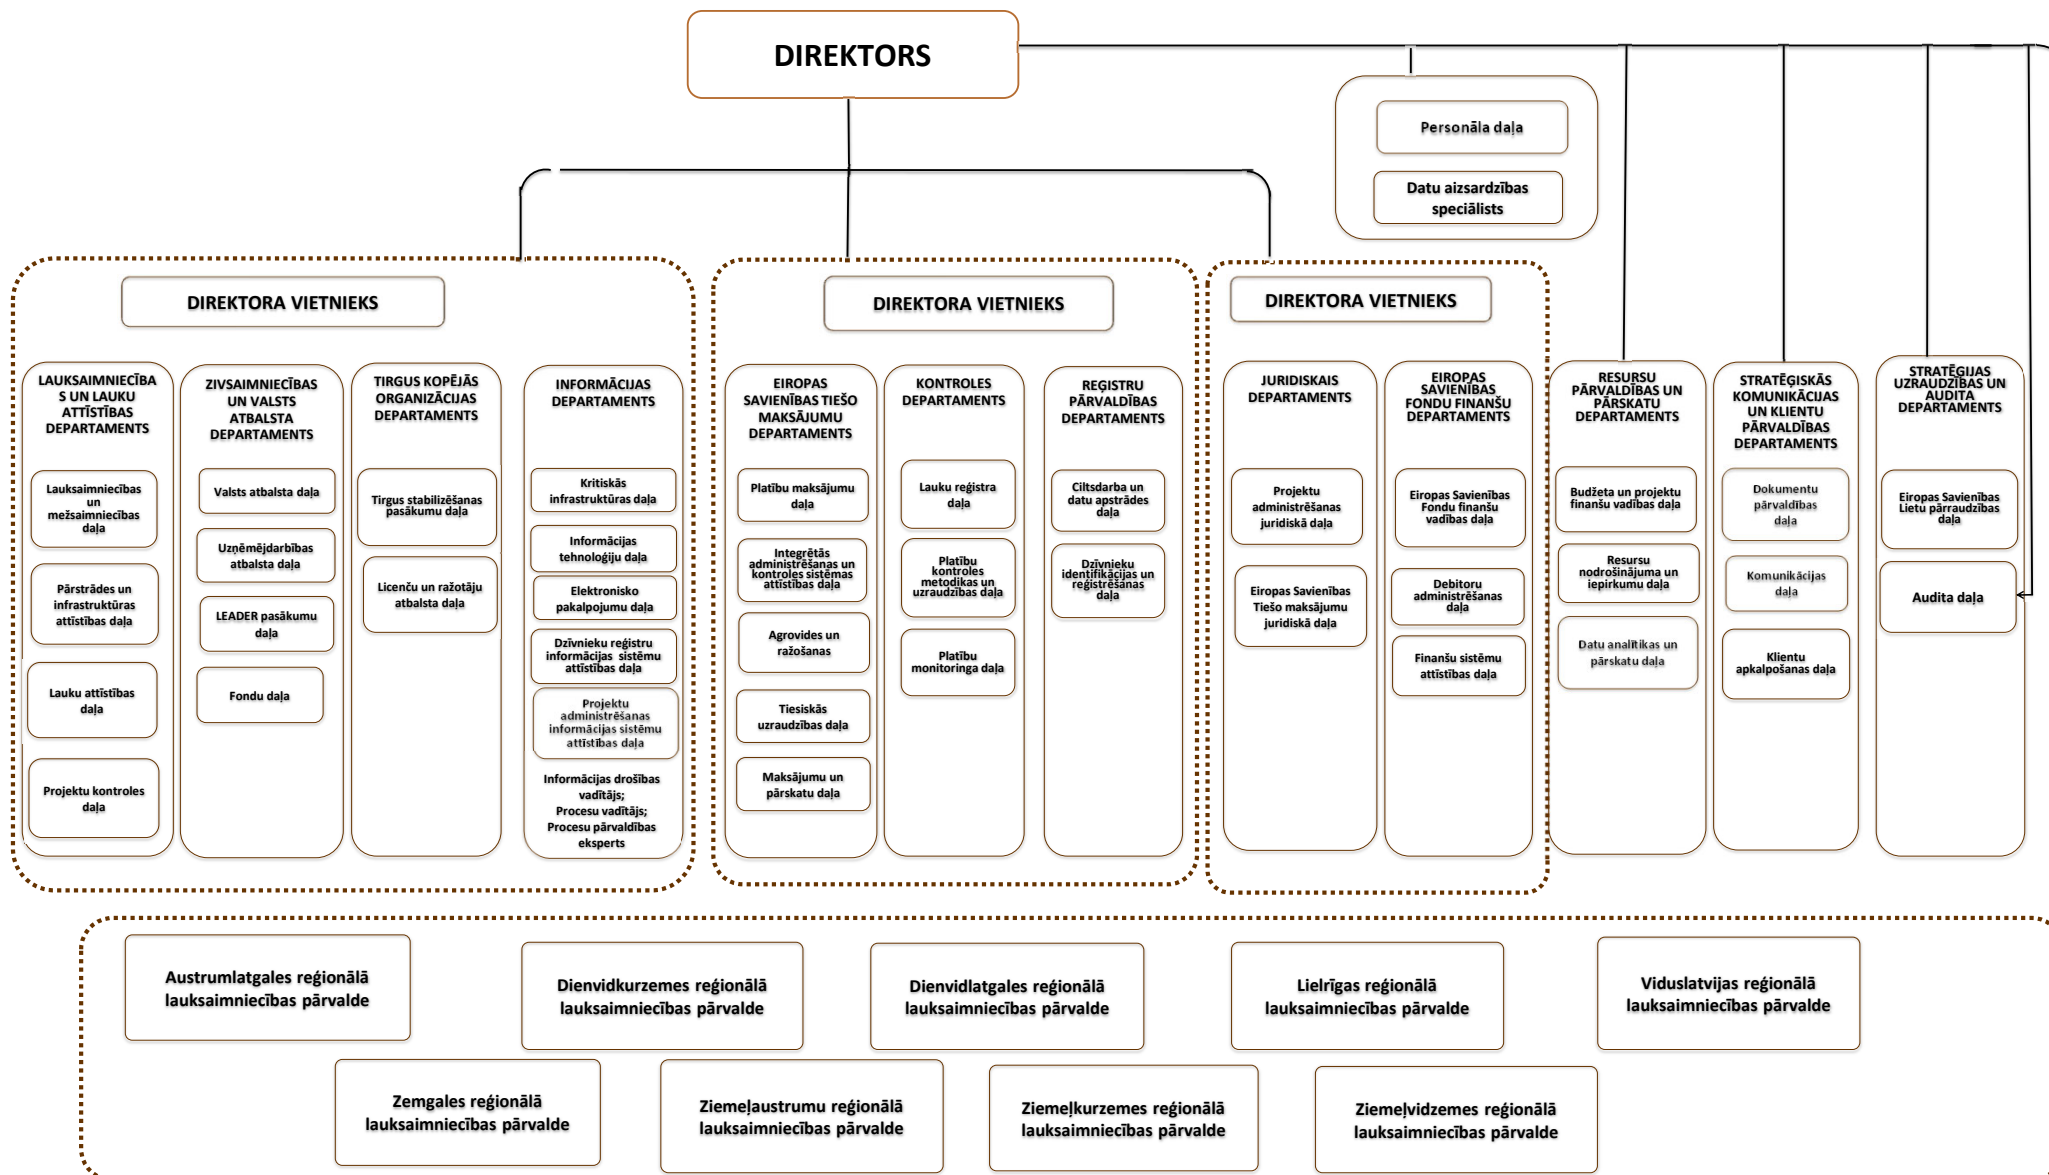 DIREKTORS
Personāla daļa
Datu aizsardzības
speciālists
DIREKTORA VIETNIEKS
LAUKSAIMNIECĪBA
S UN LAUKU
ATTĪSTĪBAS
DEPARTAMENTS
Lauksaimniecības
un
mežsaimniecības
daļa
Pārstrādes un
infrastruktūras
attīstības daļa
Lauku attīstības
daļa
Projektu kontroles
daļa
ZIVSAIMNIECĪBAS
UN VALSTS
ATBALSTA
DEPARTAMENTS
Valsts atbalsta daļa
Uzņēmējdarbības
atbalsta daļa
LEADER pasākumu
daļa
Fondu daļa
TIRGUS KOPĒJĀS
ORGANIZĀCIJAS
DEPARTAMENTS
Tirgus stabilizēšanas
pasākumu daļa
Licenču un ražotāju
atbalsta daļa
INFORMĀCIJAS
DEPARTAMENTS
Kritiskās
infrastruktūras daļa
Informācijas
tehnoloģiju daļa
Elektronisko
pakalpojumu daļa
Dzīvnieku reģistru
informācijas sistēmu
attīstības daļa
Projektu
administrēšanas
informācijas sistēmu
attīstības daļa
Informācijas drošības
vadītājs;
Procesu vadītājs;
Procesu pārvaldības
eksperts
DIREKTORA VIETNIEKS
EIROPAS
SAVIENĪBAS TIEŠO
MAKSĀJUMU
DEPARTAMENTS
Platību maksājumu
daļa
Integrētās
administrēšanas un
kontroles sistēmas
attīstības daļa
Agrovides un
ražošanas
Tiesiskās
uzraudzības daļa
Maksājumu un
pārskatu daļa
KONTROLES
DEPARTAMENTS
Lauku reģistra
daļa
Platību
kontroles
metodikas un
uzraudzības daļa
Platību
monitoringa daļa
REĢISTRU
PĀRVALDĪBAS
DEPARTAMENTS
Ciltsdarba un
datu apstrādes
daļa
Dzīvnieku
identifikācijas un
reģistrēšanas
daļa
DIREKTORA VIETNIEKS
JURIDISKAIS
DEPARTAMENTS
Projektu
administrēšanas
juridiskā daļa
Eiropas Savienības
Tiešo maksājumu
juridiskā daļa
EIROPAS
SAVIENĪBAS
FONDU FINANŠU
DEPARTAMENTS
Eiropas Savienības
Fondu finanšu
vadības daļa
Debitoru
administrēšanas
daļa
Finanšu sistēmu
attīstības daļa
RESURSU
PĀRVALDĪBAS UN
PĀRSKATU
DEPARTAMENTS
Budžeta un projektu
finanšu vadības daļa
Resursu
nodrošinājuma un
iepirkumu daļa
Datu analītikas un
pārskatu daļa
STRATĒĢISKĀS
KOMUNIKĀCIJAS
UN KLIENTU
PĀRVALDĪBAS
DEPARTAMENTS
Dokumentu
pārvaldības
daļa
Komunikācijas
daļa
Klientu
apkalpošanas daļa
STRATĒĢIJAS
UZRAUDZĪBAS UN
AUDITA
DEPARTAMENTS
Eiropas Savienības
Lietu pārraudzības
daļa
Audita daļa
Austrumlatgales reģionālā
lauksaimniecības pārvalde
Dienvidkurzemes reģionālā
lauksaimniecības pārvalde
Dienvidlatgales reģionālā
lauksaimniecības pārvalde
Lielrīgas reģionālā
lauksaimniecības pārvalde
Viduslatvijas reģionālā
lauksaimniecības pārvalde
Zemgales reģionālā
lauksaimniecības pārvalde
Ziemeļaustrumu reģionālā
lauksaimniecības pārvalde
Ziemeļkurzemes reģionālā
lauksaimniecības pārvalde
Ziemeļvidzemes reģionālā
lauksaimniecības pārvalde